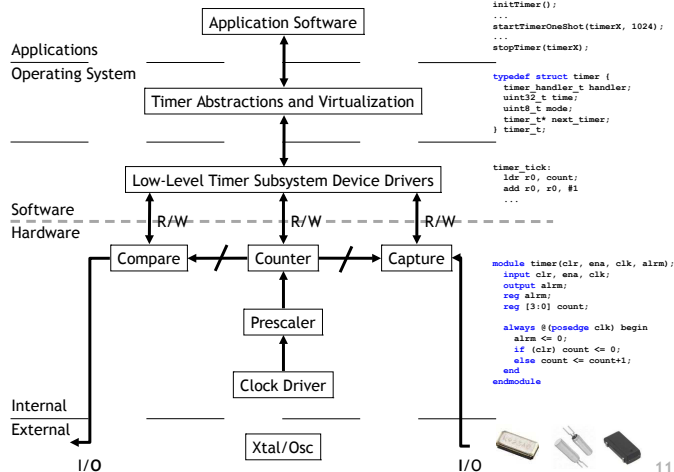 Application Software
Applications
Operating System
Timer Abstractions and Virtualization
Low-Level Timer Subsystem Device Drivers
Software
Hardware
R/W
R/W
R/W
Compare
Counter
Capture
Prescaler
Clock Driver
Internal
External
Xtal/Osc
I/O
I/O
initTimer();
...
startTimerOneShot(timerX, 1024);
...
stopTimer(timerX);
typedef struct timer {
timer_handler_t handler;
uint32_t time;
uint8_t mode;
timer_t* next_timer;
} timer_t;
timer_tick:
ldr r0, count;
add r0, r0, #1
...
module timer(clr, ena, clk, alrm);
input clr, ena, clk;
output alrm;
reg alrm;
reg [3:0] count;
always @(posedge clk) begin
alrm <= 0;
if (clr) count <= 0;
else count <= count+1;
end
endmodule
11